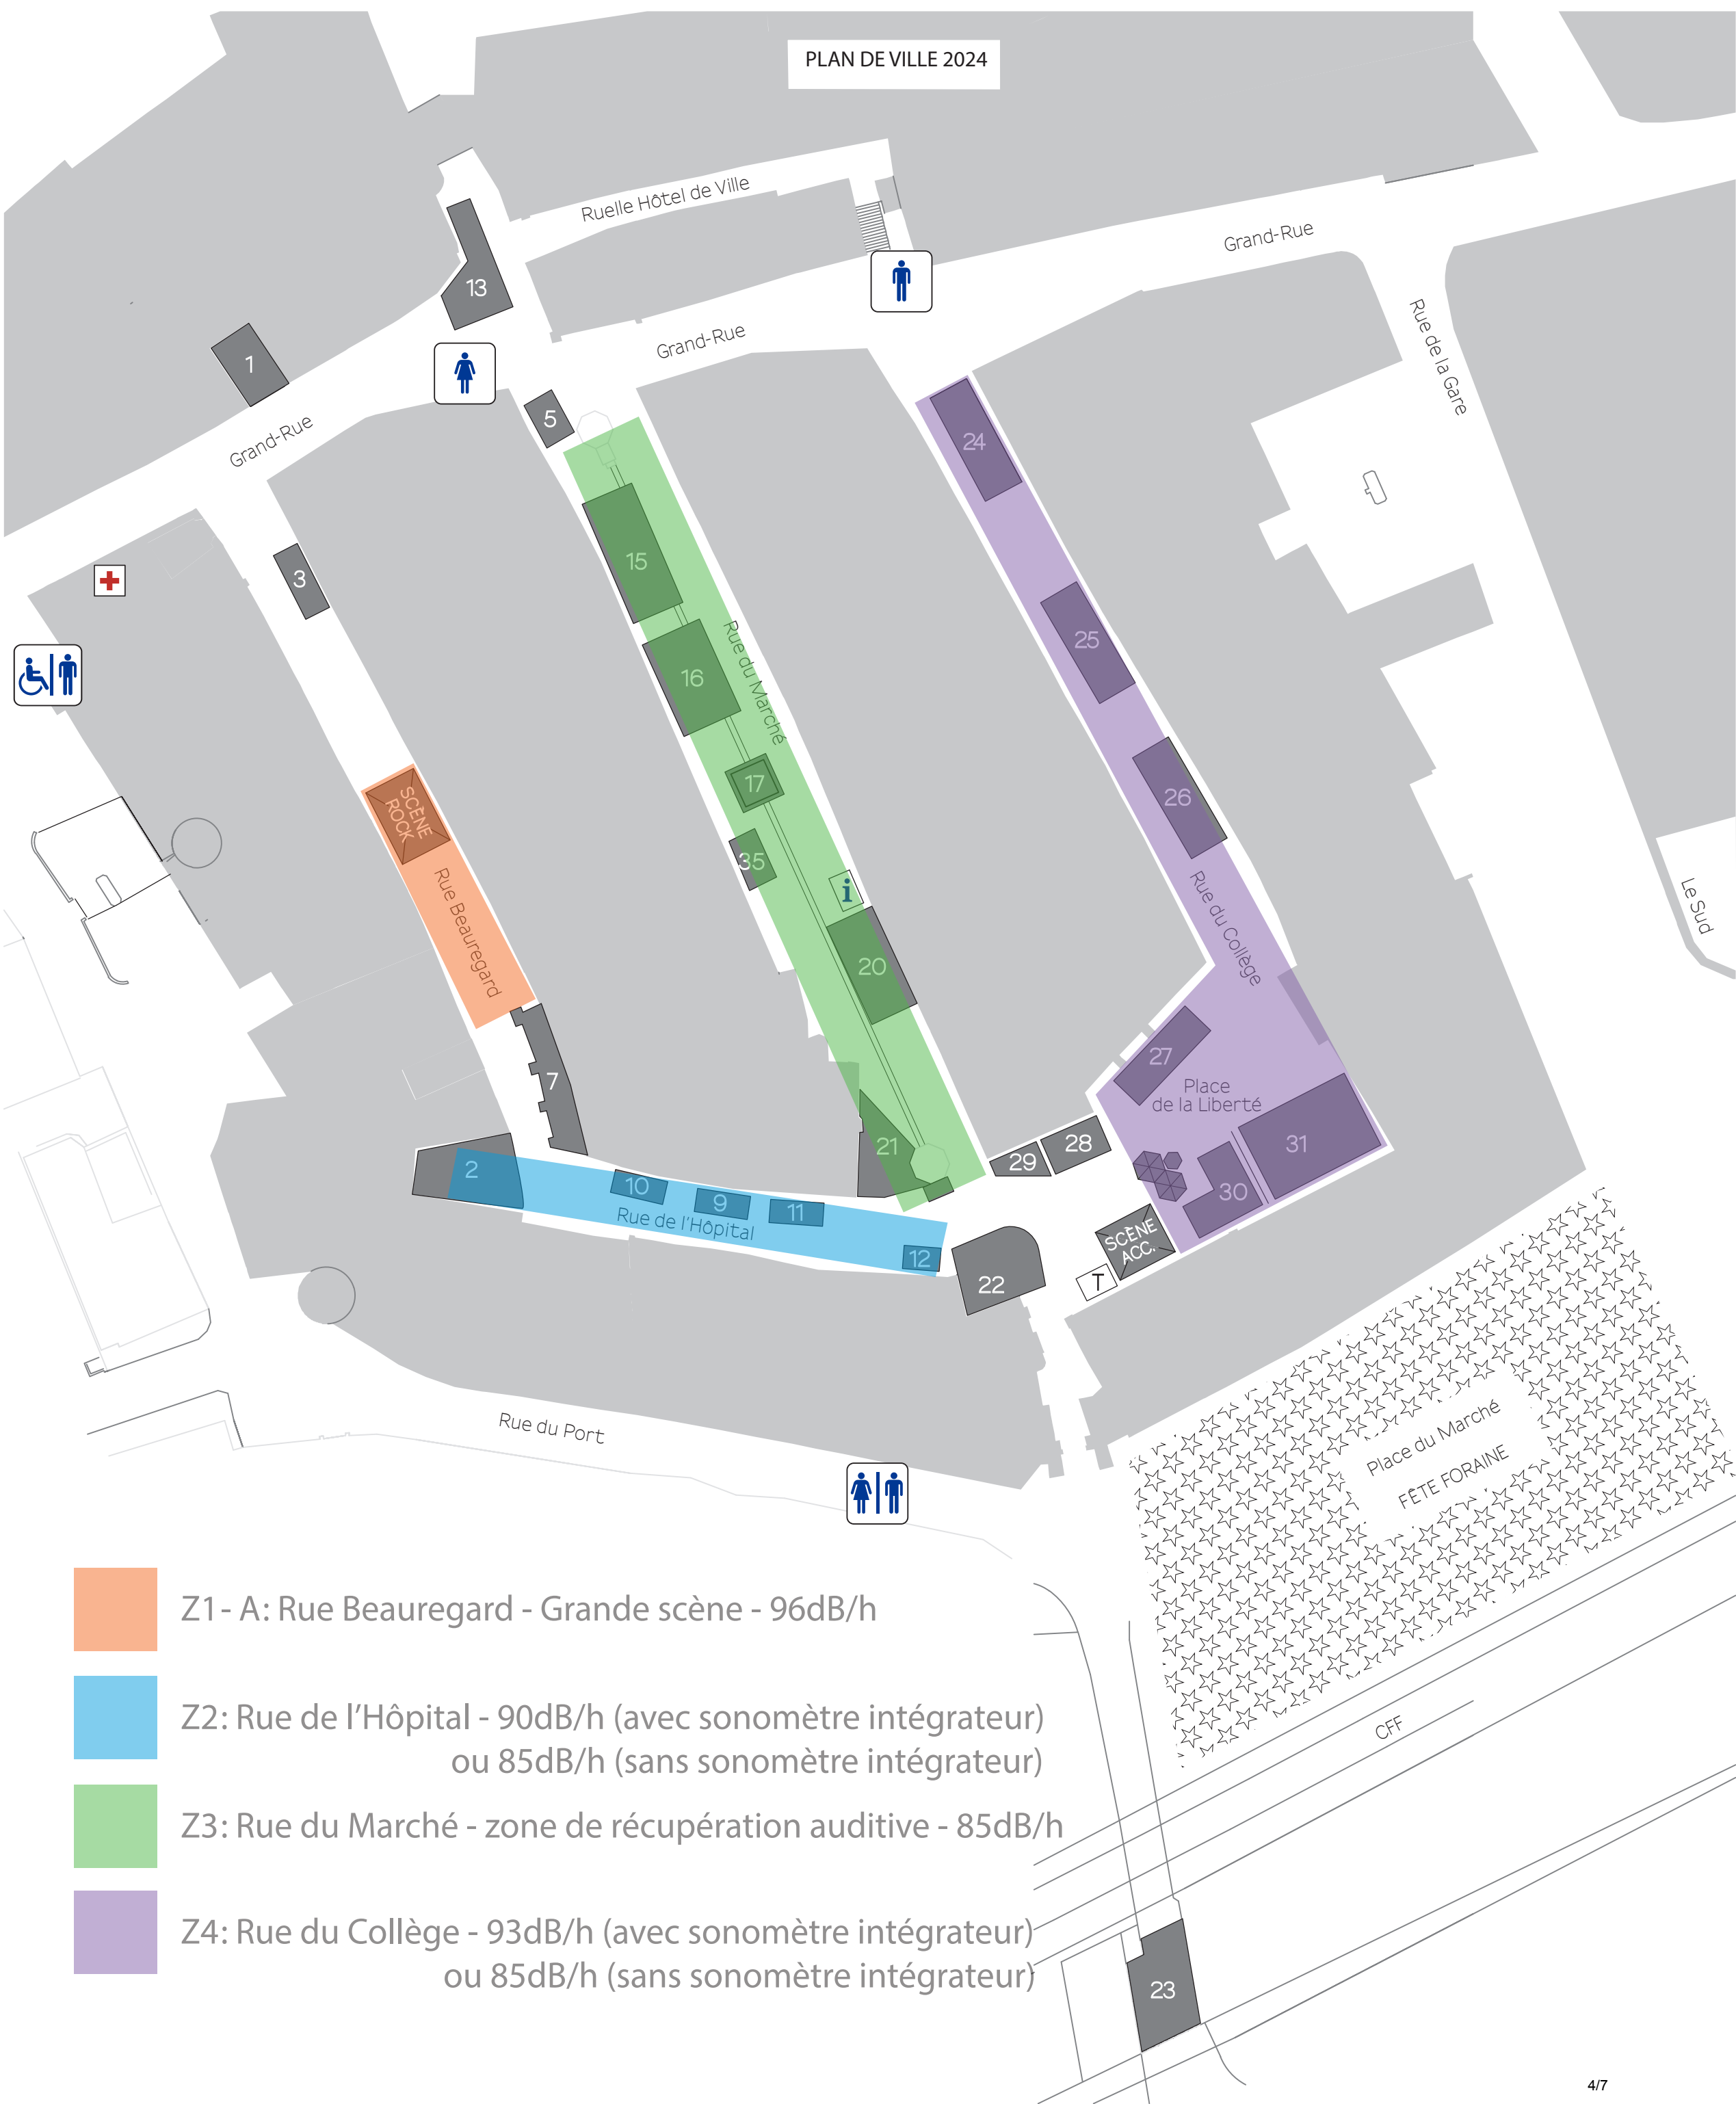 PLAN DE VILLE 2024
Ruelle Hôtel de Ville
Grand-Rue
13
1
Grand-Rue
Rue de la Gare
5
24
Grand-Rue
15
3
Rue du Marché
25
16
17
26
SCÈNE
ROCK
35
i
Rue Beauregard
Rue du Collège
Le Sud
20
27
7
Place
de la Liberté
21
28
31
29
2
10
9
11
30
Rue de l'Hôpital
SCÈNE
ACC.
12
22
T
Rue du Port
Place du Marché
FÊTE FORAINE
Z1- A: Rue Beauregard - Grande scène - 96dB/h
Z2: Rue de l'Hôpital - 90dB/h (avec sonomètre intégrateur)
ou 85dB/h (sans sonomètre intégrateur)
CFF
Z3: Rue du Marché - zone de récupération auditive - 85dB/h
Z4: Rue du Collège - 93dB/h (avec sonomètre intégrateur)
ou 85dB/h (sans sonomètre intégrateur)
23
4/7